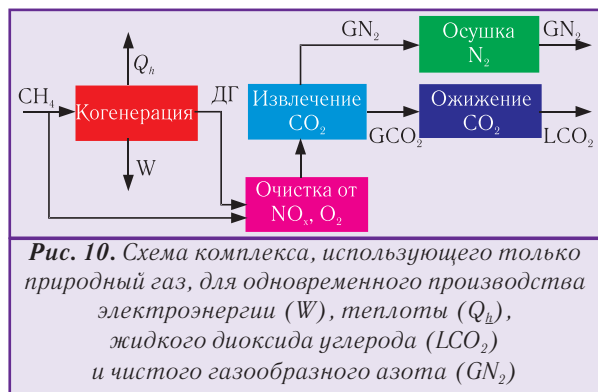 GN₂
GN₂
Осушка
N₂
Qₕ
CH₄
Когенерация
ДГ
Извлечение
CO₂
Ожижение
CO₂
GCO₂
LCO₂
W
Очистка от
NOₓ, O₂
Рис. 10. Схема комплекса, использующего только
природный газ, для одновременного производства
электроэнергии (W), теплоты (Qₕ),
жидкого диоксида углерода (LCO₂)
и чистого газообразного азота (GN₂)